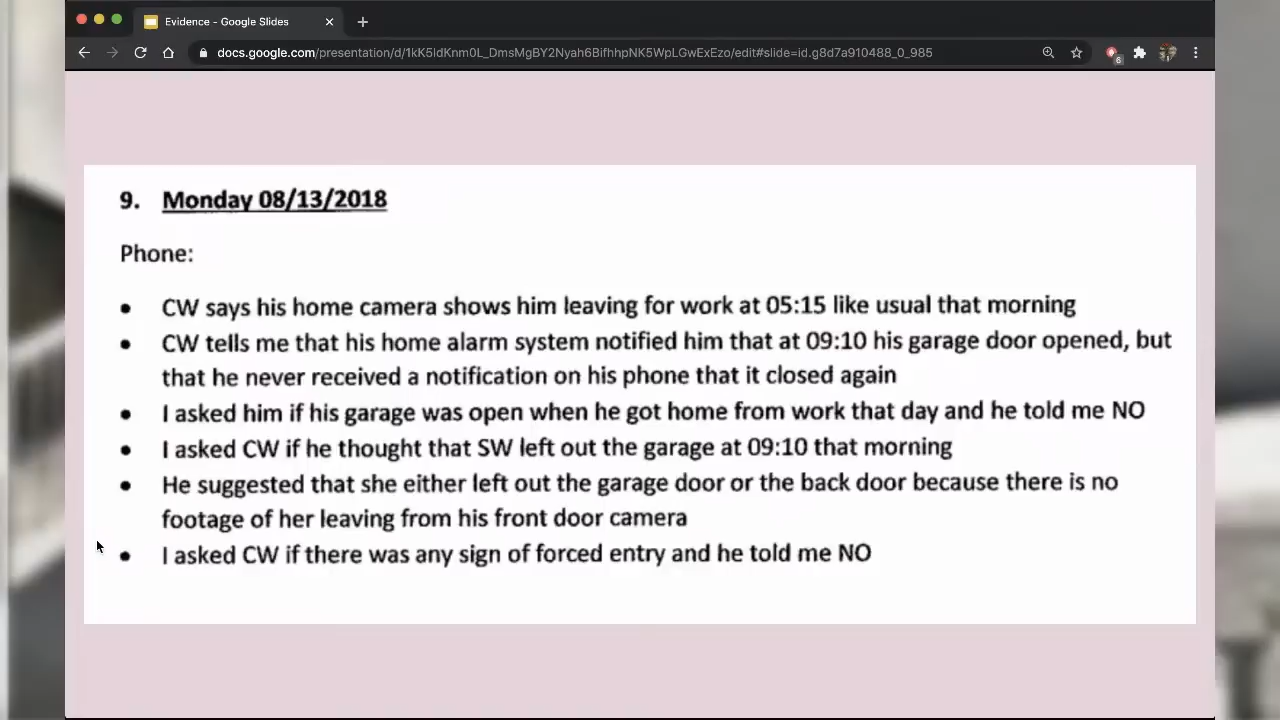 Evidence - Google Slides
docs.google.com/presentation/d/1kK5IdKnm0L_DmsMgBY2Nyah6BifhhpNK5WpLGwExEzo/edit#slide=id.g8d7a910488_0_985
6
9. Monday 08/13/2018
Phone:
• CW says his home camera shows him leaving for work at 05:15 like usual that morning
• CW tells me that his home alarm system notified him that at 09:10 his garage door opened, but
that he never received a notification on his phone that it closed again
• I asked him if his garage was open when he got home from work that day and he told me NO
• I asked CW if he thought that SW left out the garage at 09:10 that morning
• He suggested that she either left out the garage door or the back door because there is no
footage of her leaving from his front door camera
• I asked CW if there was any sign of forced entry and he told me NO